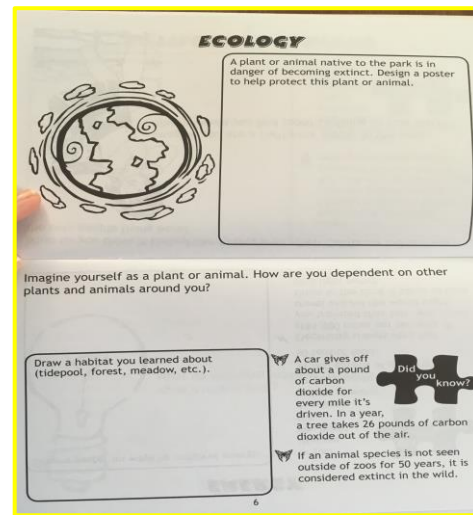 ECOLOGY
A plant or animal native to the park is in
danger of becoming extinct. Design a poster
to help protect this plant or animal.
Imagine yourself as a plant or animal. How are you dependent on other
plants and animals around you?
Draw a habitat you learned about
(tidepool, forest, meadow, etc.).
A car gives off
about a pound
of carbon
dioxide for
every mile it's
driven. In a year,
a tree takes 26 pounds of carbon
dioxide out of the air.
Did
you
know?
If an animal species is not seen
outside of zoos for 50 years, it is
considered extinct in the wild.
6